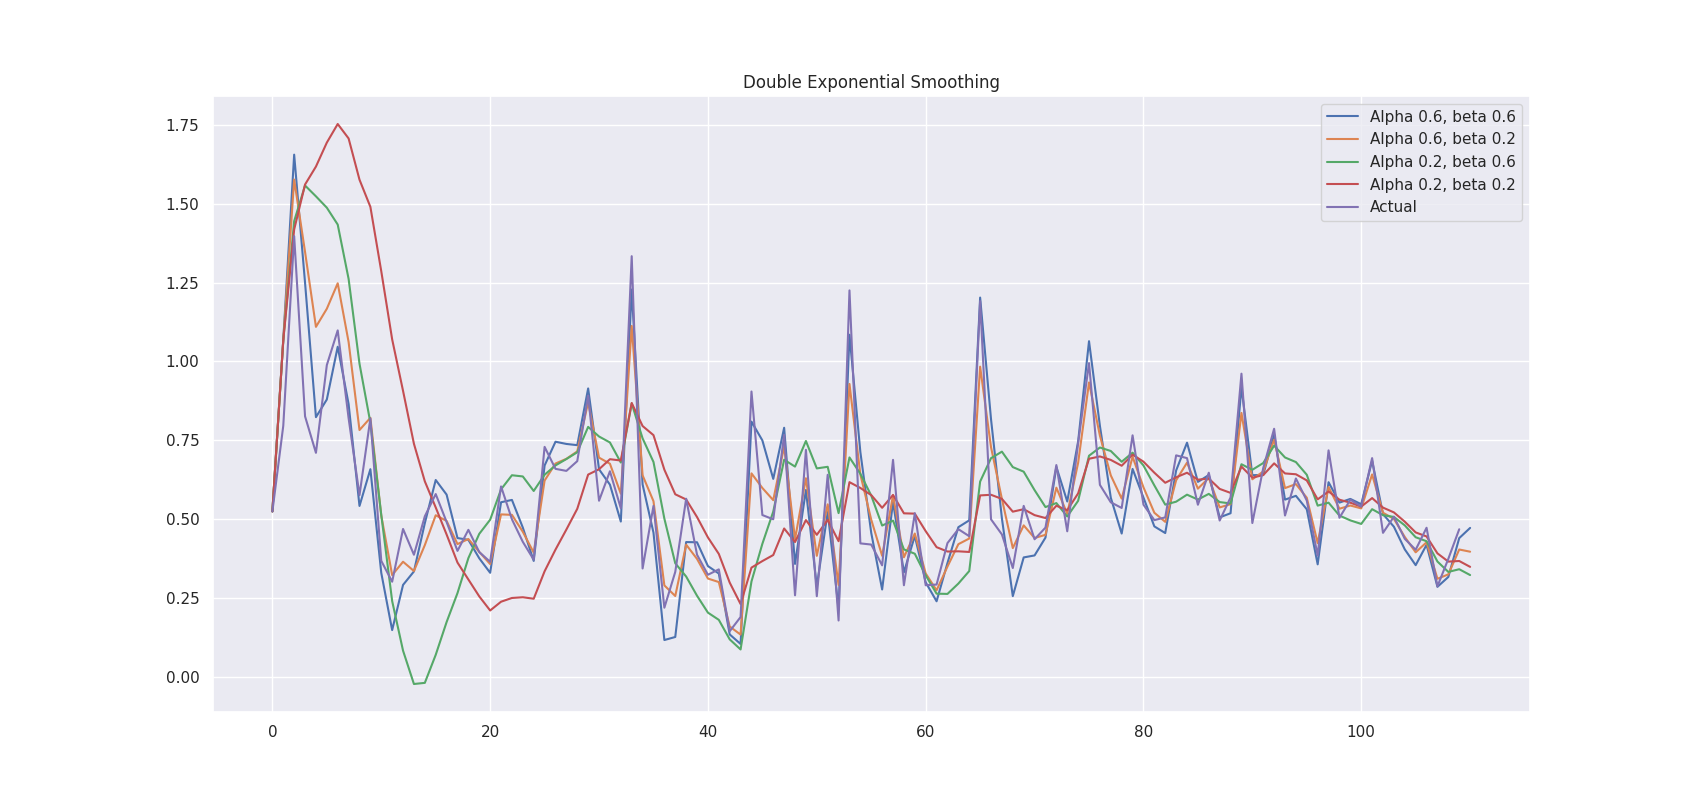 Double Exponential Smoothing
Alpha 0.6, beta 0.6
Alpha 0.6, beta 0.2
Alpha 0.2, beta 0.6
Alpha 0.2, beta 0.2
Actual
1.75
1.50
1.25
1.00
0.75
0.50
0.25
0.00
0 20 40 60 80 100